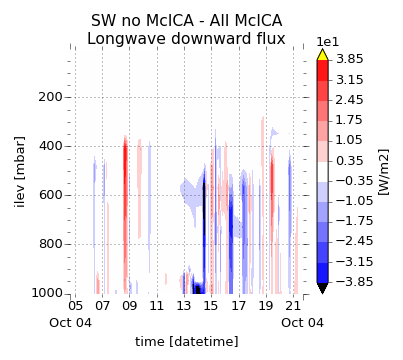 SW no McICA - All McICA
Longwave downward flux
1e1
3.85
3.15
2.45
1.75
1.05
0.35
−0.35
−1.05
−1.75
−2.45
−3.15
−3.85
[W/m2]
ilev [mbar]
200
400
600
800
1000
05 07 09 11 13 15 17 19 21
Oct 04 Oct 04
time [datetime]